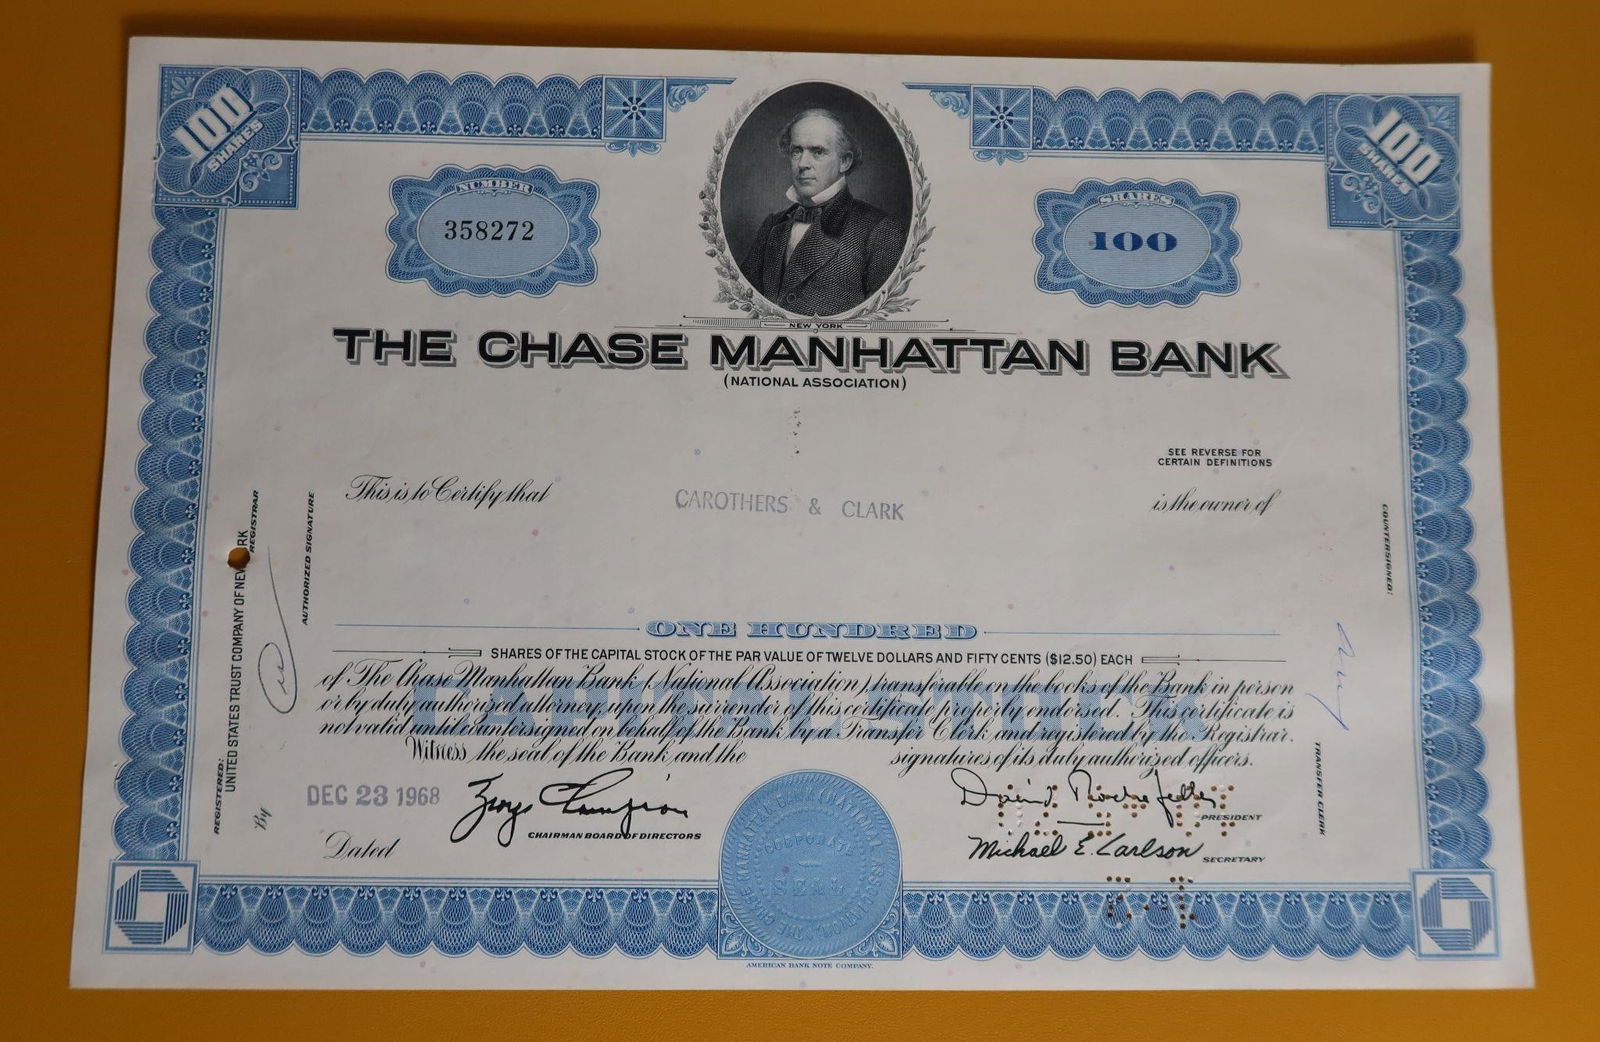 100 SHARES
100 SHARES
NUMBER
358272
SHARES
100
NEW YORK
THE CHASE MANHATTAN BANK
(NATIONAL ASSOCIATION)
SEE REVERSE FOR
CERTAIN DEFINITIONS
This is to Certify that CAROTHERS & CLARK is the owner of
ONE HUNDRED
SHARES OF THE CAPITAL STOCK OF THE PAR VALUE OF TWELVE DOLLARS AND FIFTY CENTS ($12.50) EACH
of The Chase Manhattan Bank (National Association), transferable on the books of the Bank in person
or by duly authorized attorney, upon the surrender of this certificate properly endorsed. This certificate is
not valid until countersigned on behalf of the Bank by a Transfer Clerk and registered by the Registrar.
Witness the seal of the Bank and the signatures of its duly authorized officers.
DEC 23 1968
Dated
CHAIRMAN BOARD OF DIRECTORS
David Rockefeller
PRESIDENT
Michael E. Carlson
SECRETARY
CORPORATE
SEAL
REGISTERED:
UNITED STATES TRUST COMPANY OF NEW YORK
REGISTRAR
By
AUTHORIZED SIGNATURE
COUNTERSIGNED:
TRANSFER CLERK
AMERICAN BANK NOTE COMPANY.